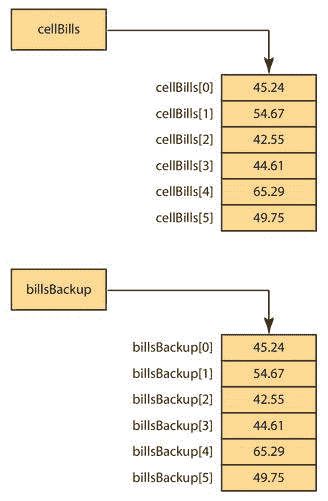 cellBills
cellBills[0] 45.24
cellBills[1] 54.67
cellBills[2] 42.55
cellBills[3] 44.61
cellBills[4] 65.29
cellBills[5] 49.75
billsBackup
billsBackup[0] 45.24
billsBackup[1] 54.67
billsBackup[2] 42.55
billsBackup[3] 44.61
billsBackup[4] 65.29
billsBackup[5] 49.75